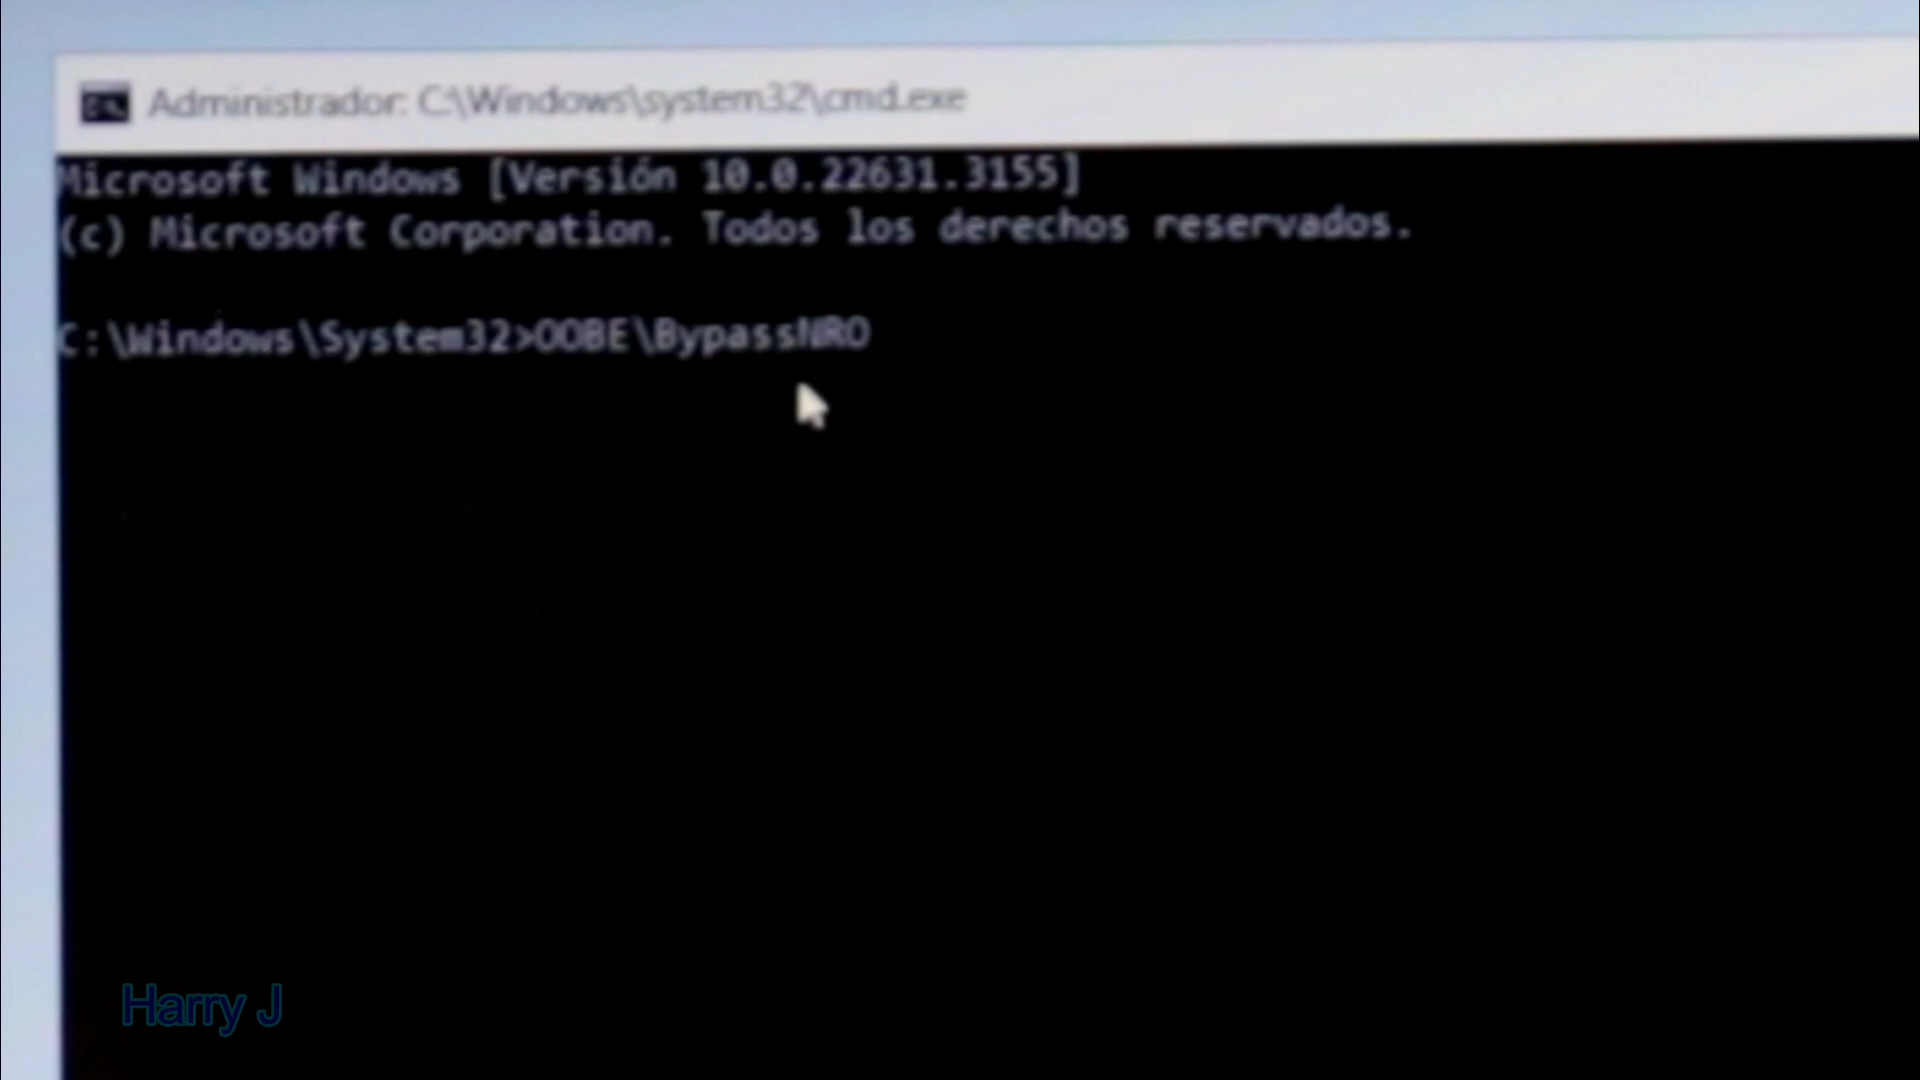 Administrador: C:\Windows\system32\cmd.exe
Microsoft Windows [Versión 10.0.22631.3155]
(c) Microsoft Corporation. Todos los derechos reservados.
C:\Windows\System32>OOBE\BypassNRO
Harry J